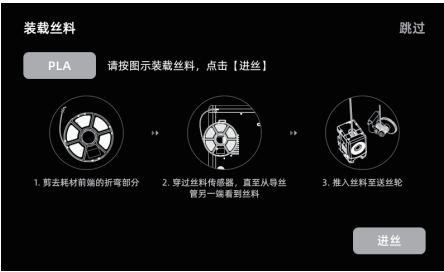 装载丝料
跳过
PLA
请按图示装载丝料，点击【进丝】
1. 剪去耗材前端的折弯部分
2. 穿过丝料传感器，直至从导丝
管另一端看到丝料
3. 推入丝料至送丝轮
进丝